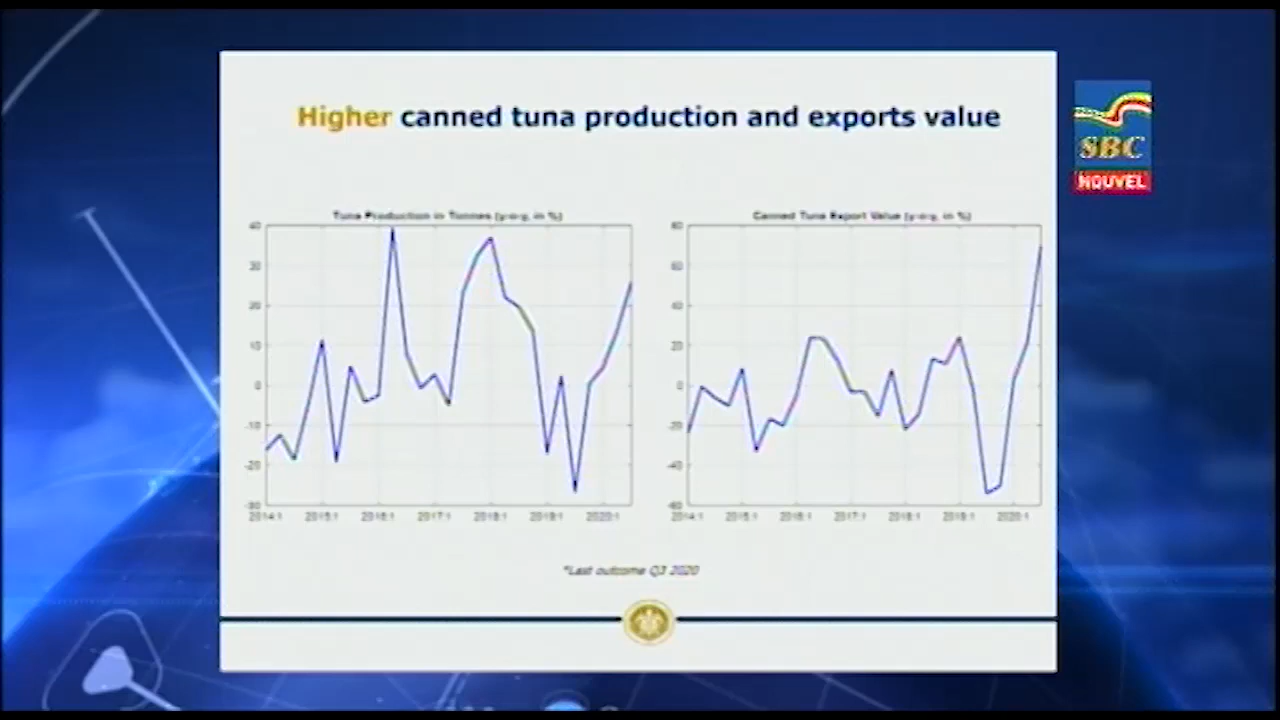 Higher canned tuna production and exports value
SBC
NOUVEL
Tuna Production in Tonnes (y-o-y, in %)
40
30
20
10
0
-10
-20
-30
2014:1 2015:1 2016:1 2017:1 2018:1 2019:1 2020:1
Canned Tuna Export Value (y-o-y, in %)
80
60
40
20
0
-20
-40
-60
2014:1 2015:1 2016:1 2017:1 2018:1 2019:1 2020:1
*Last outcome Q3 2020